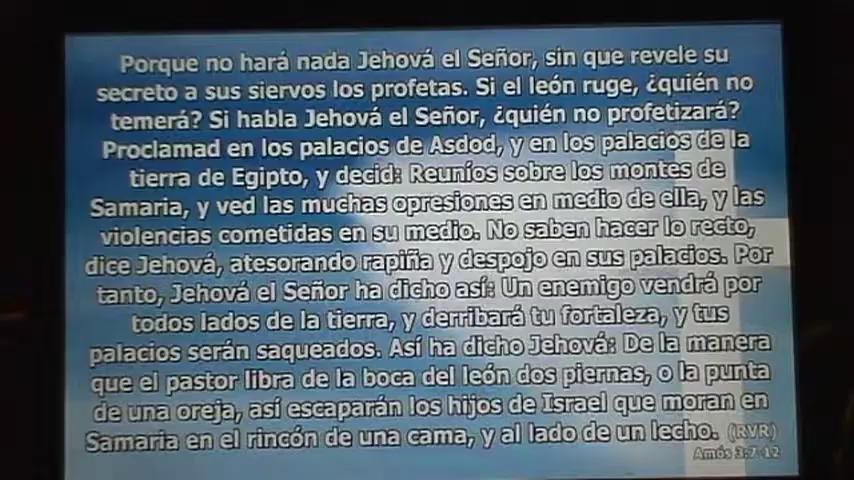 Porque no hará nada Jehová el Señor, sin que revele su
secreto a sus siervos los profetas. Si el león ruge, ¿quién no
temerá? Si habla Jehová el Señor, ¿quién no profetizará?
Proclamad en los palacios de Asdod, y en los palacios de la
tierra de Egipto, y decid: Reuníos sobre los montes de
Samaria, y ved las muchas opresiones en medio de ella, y las
violencias cometidas en su medio. No saben hacer lo recto,
dice Jehová, atesorando rapiña y despojo en sus palacios. Por
tanto, Jehová el Señor ha dicho así: Un enemigo vendrá por
todos lados de la tierra, y derribará tu fortaleza, y tus
palacios serán saqueados. Así ha dicho Jehová: De la manera
que el pastor libra de la boca del león dos piernas, o la punta
de una oreja, así escaparán los hijos de Israel que moran en
Samaria en el rincón de una cama, y al lado de un lecho. (RVR)
Amós 3:7-12